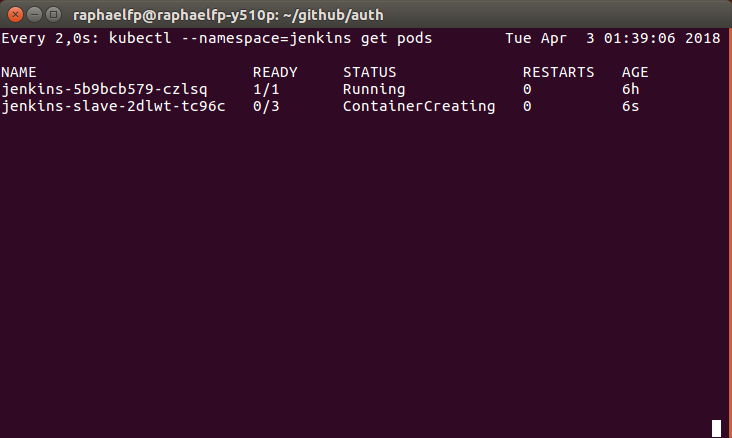 raphaelfp@raphaelfp-y510p: ~/github/auth
Every 2,0s: kubectl --namespace=jenkins get pods Tue Apr 3 01:39:06 2018
NAME READY STATUS RESTARTS AGE
jenkins-5b9bcb579-czlsq 1/1 Running 0 6h
jenkins-slave-2dlwt-tc96c 0/3 ContainerCreating 0 6s